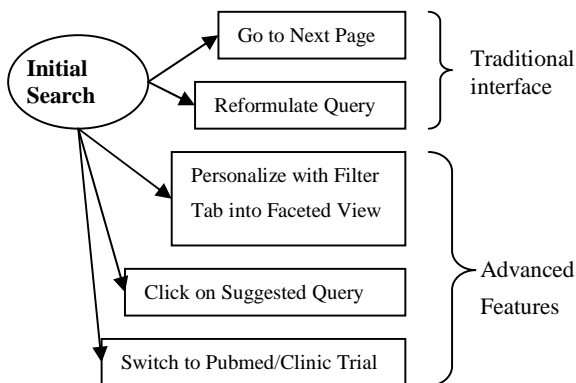 Initial
Search
Go to Next Page
Reformulate Query
Traditional
interface
Personalize with Filter
Tab into Faceted View
Click on Suggested Query
Switch to Pubmed/Clinic Trial
Advanced
Features